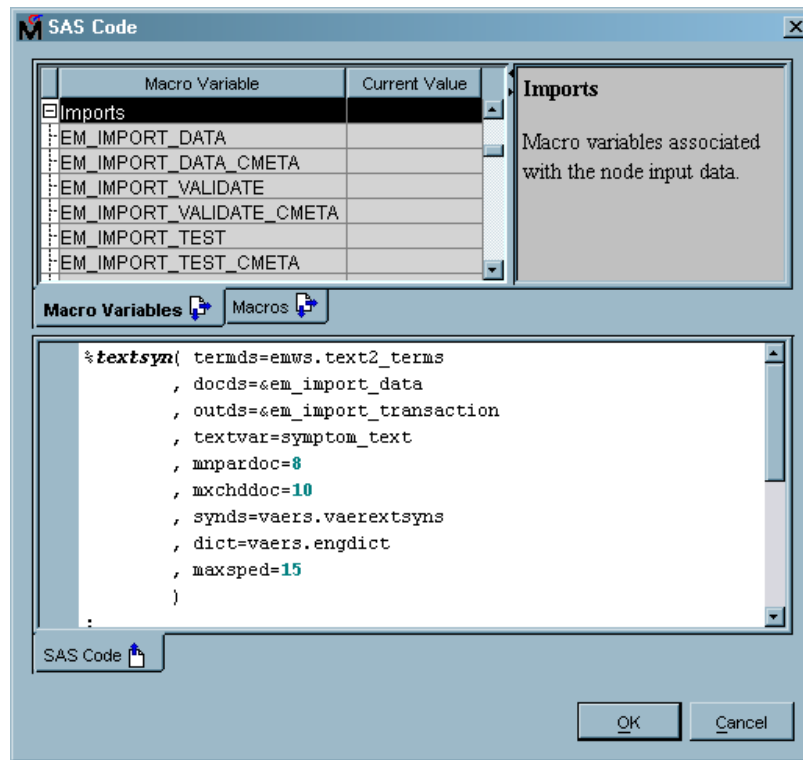 SAS Code
Macro Variable Current Value
Imports
EM_IMPORT_DATA
EM_IMPORT_DATA_CMETA
EM_IMPORT_VALIDATE
EM_IMPORT_VALIDATE_CMETA
EM_IMPORT_TEST
EM_IMPORT_TEST_CMETA
Imports
Macro variables associated
with the node input data.
Macro Variables Macros
%textsyn( termds=emws.text2_terms
, docds=&em_import_data
, outds=&em_import_transaction
, textvar=symptom_text
, mnpardoc=8
, mxchddoc=10
, synds=vaers.vaerextsyns
, dict=vaers.engdict
, maxsped=15
)
;
SAS Code
OK Cancel